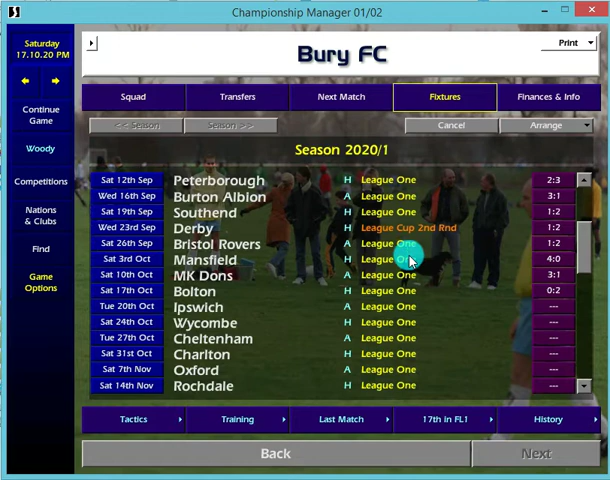 Championship Manager 01/02
Saturday
17.10.20 PM
Continue
Game
Woody
Competitions
Nations
& Clubs
Find
Game
Options
Bury FC
Print
Squad
Transfers
Next Match
Fixtures
Finances & Info
<< Season
Season >>
Cancel
Arrange
Season 2020/1
Sat 12th Sep Peterborough H League One 2:3
Wed 16th Sep Burton Albion A League One 3:1
Sat 19th Sep Southend H League One 1:2
Wed 23rd Sep Derby H League Cup 2nd Rnd 1:2
Sat 26th Sep Bristol Rovers A League One 1:2
Sat 3rd Oct Mansfield H League One 4:0
Sat 10th Oct MK Dons A League One 3:1
Sat 17th Oct Bolton H League One 0:2
Tue 20th Oct Ipswich A League One ---
Sat 24th Oct Wycombe H League One ---
Tue 27th Oct Cheltenham A League One ---
Sat 31st Oct Charlton H League One ---
Sat 7th Nov Oxford A League One ---
Sat 14th Nov Rochdale H League One ---
Tactics
Training
Last Match
17th in FL1
History
Back
Next